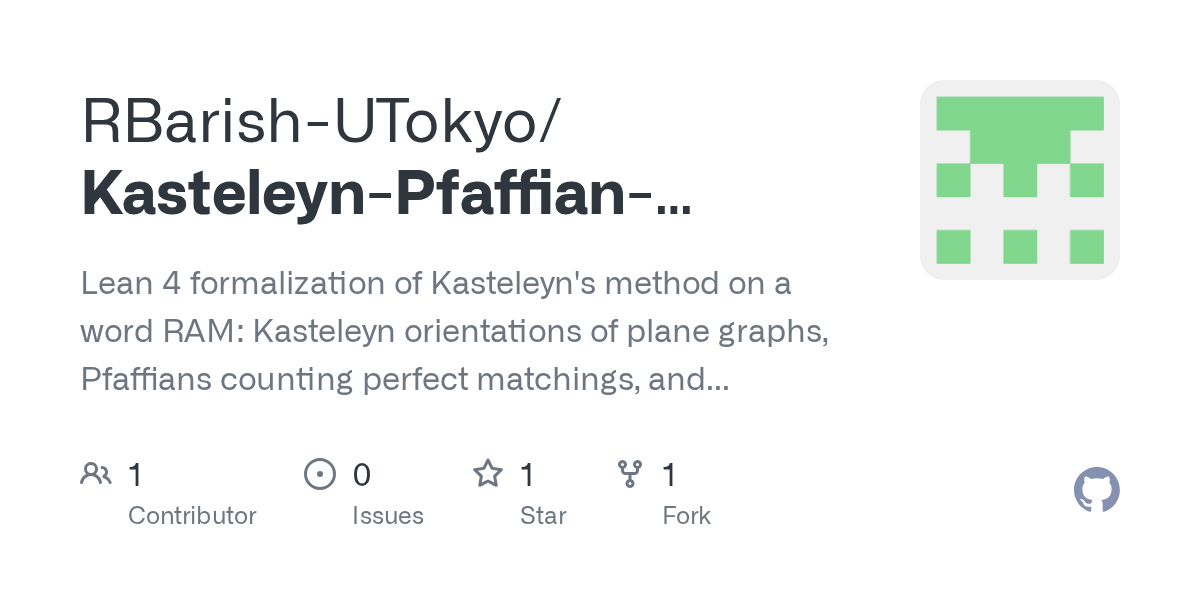 RBarish-UTokyo/
Kasteleyn-Pfaffian-...
Lean 4 formalization of Kasteleyn's method on a
word RAM: Kasteleyn orientations of plane graphs,
Pfaffians counting perfect matchings, and...
1 0 1 1
Contributor Issues Star Fork